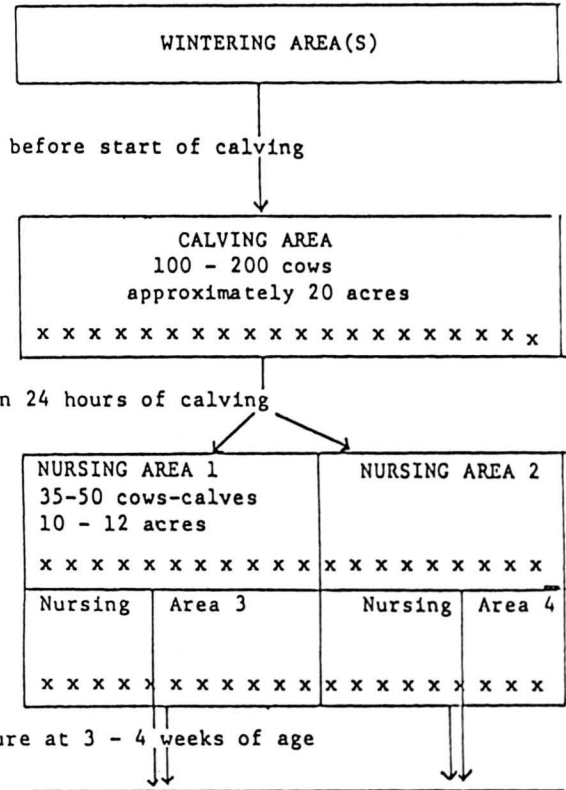 WINTERING AREA(S)
before start of calving
CALVING AREA
100 - 200 cows
approximately 20 acres
x x x x x x x x x x x x x x x x x x x x
n 24 hours of calving
NURSING AREA 1 NURSING AREA 2
35-50 cows-calves
10 - 12 acres
x x x x x x x x x x x x x x x x x x x x
Nursing Area 3 Nursing Area 4
x x x x x x x x x x x x x x x x x x x x
ure at 3 - 4 weeks of age